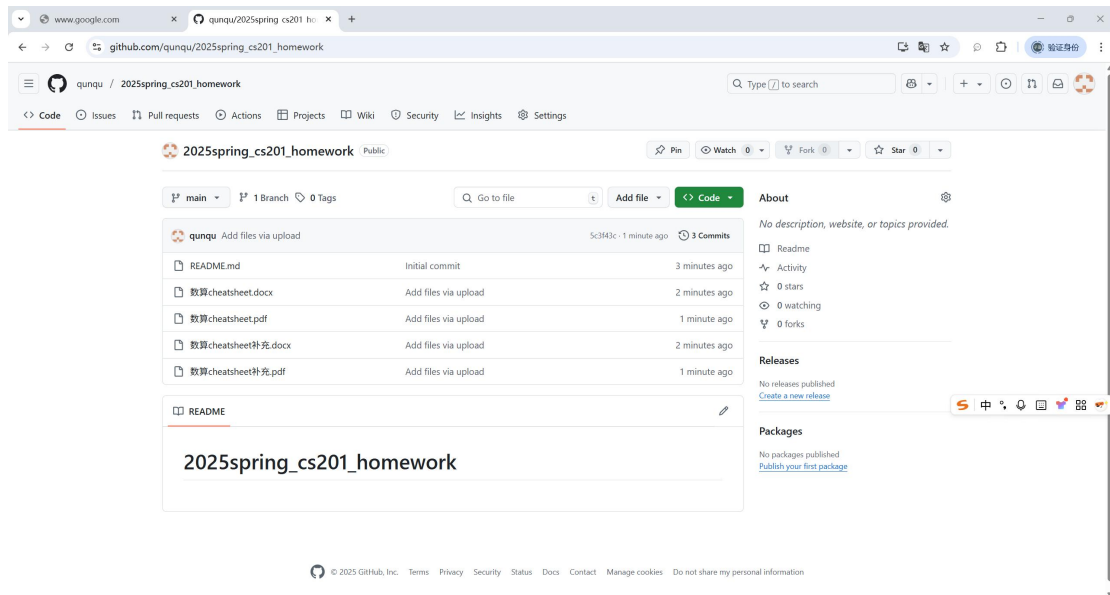 www.google.com
qunqu/2025spring cs201 ho
github.com/qunqu/2025spring_cs201_homework
验证身份
qunqu / 2025spring_cs201_homework
Type / to search
Code Issues Pull requests Actions Projects Wiki Security Insights Settings
2025spring_cs201_homework Public
Pin Watch 0 Fork 0 Star 0
main 1 Branch 0 Tags Go to file t Add file Code
About
No description, website, or topics provided.
qunqu Add files via upload 5c3f43c · 1 minute ago 3 Commits
README.md Initial commit 3 minutes ago
数算cheatsheet.docx Add files via upload 2 minutes ago
数算cheatsheet.pdf Add files via upload 1 minute ago
数算cheatsheet补充.docx Add files via upload 2 minutes ago
数算cheatsheet补充.pdf Add files via upload 1 minute ago
Readme
Activity
0 stars
0 watching
0 forks
Releases
No releases published
Create a new release
中
Packages
No packages published
Publish your first package
README
2025spring_cs201_homework
© 2025 GitHub, Inc. Terms Privacy Security Status Docs Contact Manage cookies Do not share my personal information